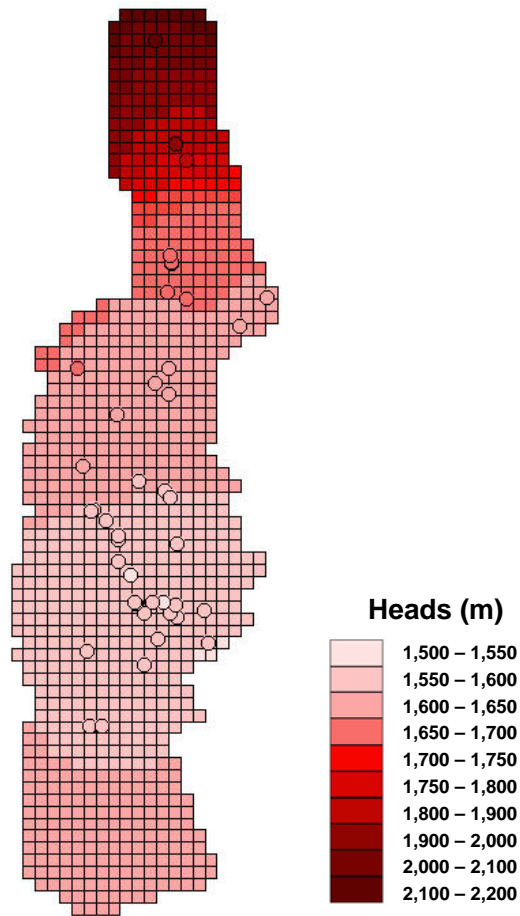 Heads (m)
1,500 – 1,550
1,550 – 1,600
1,600 – 1,650
1,650 – 1,700
1,700 – 1,750
1,750 – 1,800
1,800 – 1,900
1,900 – 2,000
2,000 – 2,100
2,100 – 2,200